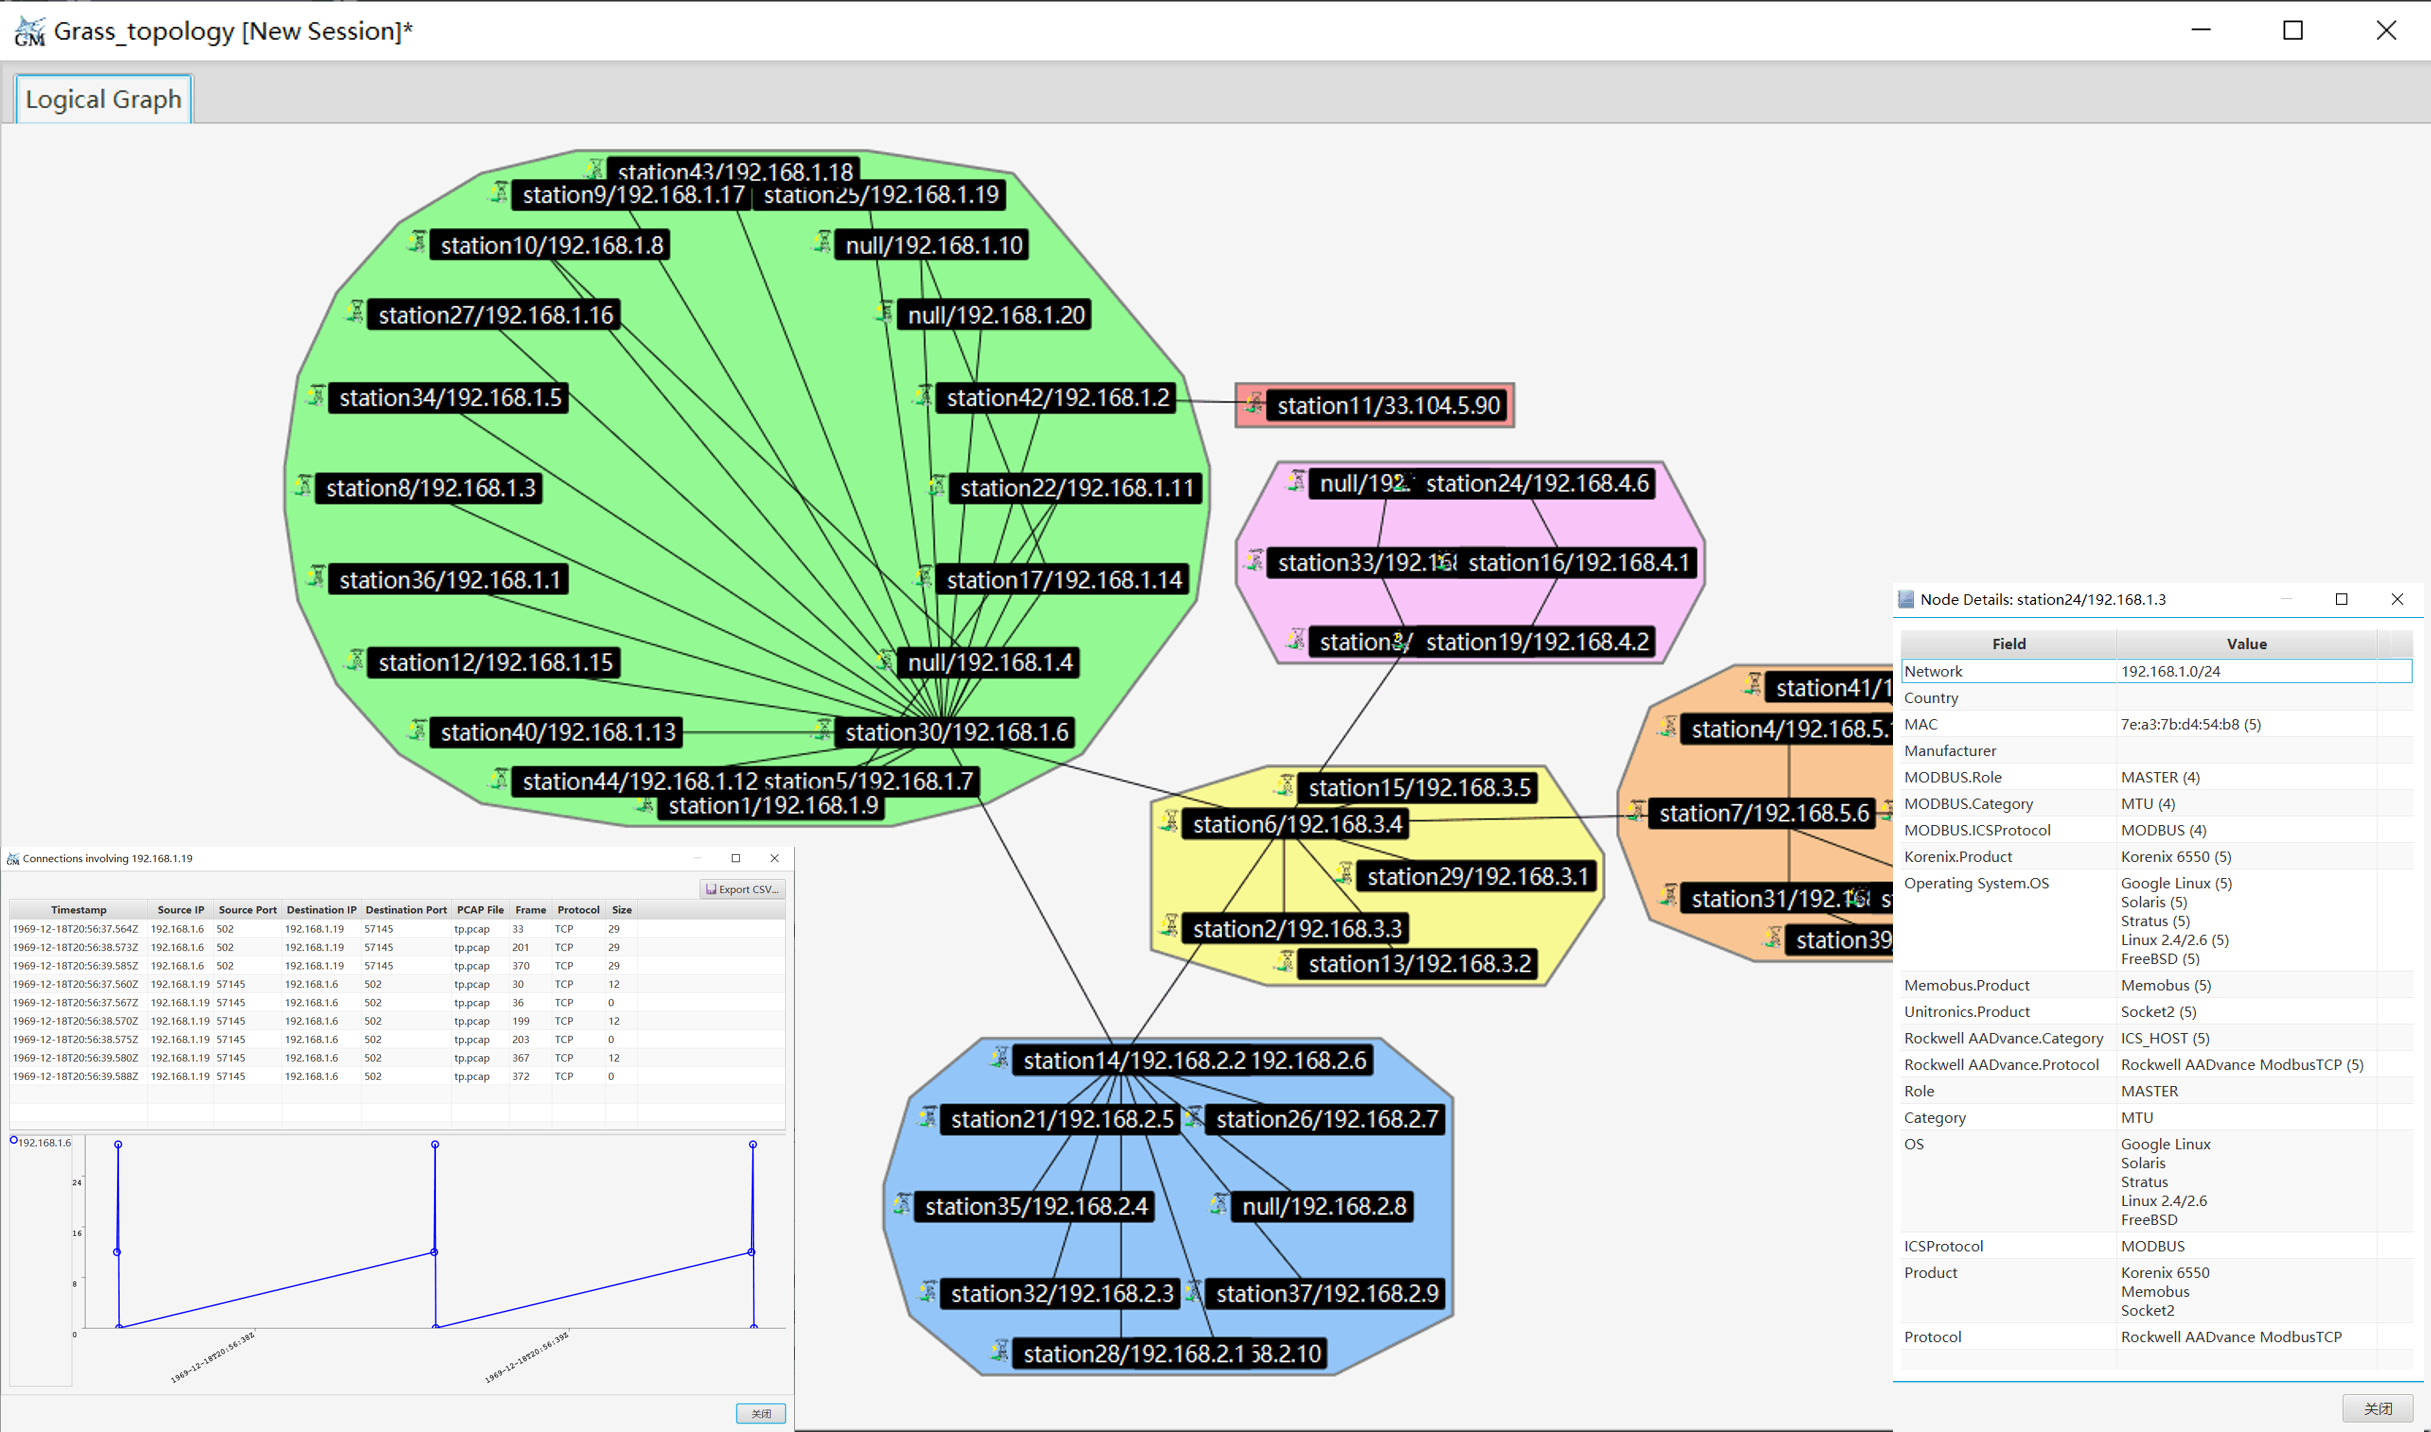 GM Grass_topology [New Session]*
Logical Graph
station43/192.168.1.18
station9/192.168.1.17 station25/192.168.1.19
station10/192.168.1.8 null/192.168.1.10
station27/192.168.1.16 null/192.168.1.20
station34/192.168.1.5 station42/192.168.1.2 station11/33.104.5.90
station8/192.168.1.3 station22/192.168.1.11 null/192. station24/192.168.4.6
station36/192.168.1.1 station17/192.168.1.14 station33/192.16 station16/192.168.4.1
station12/192.168.1.15 null/192.168.1.4 station3/ station19/192.168.4.2
station40/192.168.1.13 station30/192.168.1.6
station44/192.168.1.12 station5/192.168.1.7
station1/192.168.1.9
station15/192.168.3.5
station6/192.168.3.4
station29/192.168.3.1
station2/192.168.3.3
station13/192.168.3.2
station41/1
station4/192.168.5.
station7/192.168.5.6
station31/192.16 s
station39/
station14/192.168.2.2 192.168.2.6
station21/192.168.2.5 station26/192.168.2.7
station35/192.168.2.4 null/192.168.2.8
station32/192.168.2.3 station37/192.168.2.9
station28/192.168.2.1 58.2.10
GM Connections involving 192.168.1.19
Export CSV...
Timestamp Source IP Source Port Destination IP Destination Port PCAP File Frame Protocol Size
1969-12-18T20:56:37.564Z 192.168.1.6 502 192.168.1.19 57145 tp.pcap 33 TCP 29
1969-12-18T20:56:38.573Z 192.168.1.6 502 192.168.1.19 57145 tp.pcap 201 TCP 29
1969-12-18T20:56:39.585Z 192.168.1.6 502 192.168.1.19 57145 tp.pcap 370 TCP 29
1969-12-18T20:56:37.560Z 192.168.1.19 57145 192.168.1.6 502 tp.pcap 30 TCP 12
1969-12-18T20:56:37.567Z 192.168.1.19 57145 192.168.1.6 502 tp.pcap 36 TCP 0
1969-12-18T20:56:38.570Z 192.168.1.19 57145 192.168.1.6 502 tp.pcap 199 TCP 12
1969-12-18T20:56:38.575Z 192.168.1.19 57145 192.168.1.6 502 tp.pcap 203 TCP 0
1969-12-18T20:56:39.580Z 192.168.1.19 57145 192.168.1.6 502 tp.pcap 367 TCP 12
1969-12-18T20:56:39.588Z 192.168.1.19 57145 192.168.1.6 502 tp.pcap 372 TCP 0
192.168.1.6
24
16
8
0
1969-12-18T20:56:38Z 1969-12-18T20:56:39Z
关闭
Node Details: station24/192.168.1.3
Field Value
Network 192.168.1.0/24
Country
MAC 7e:a3:7b:d4:54:b8 (5)
Manufacturer
MODBUS.Role MASTER (4)
MODBUS.Category MTU (4)
MODBUS.ICSProtocol MODBUS (4)
Korenix.Product Korenix 6550 (5)
Operating System.OS Google Linux (5)
Solaris (5)
Stratus (5)
Linux 2.4/2.6 (5)
FreeBSD (5)
Memobus.Product Memobus (5)
Unitronics.Product Socket2 (5)
Rockwell AADvance.Category ICS_HOST (5)
Rockwell AADvance.Protocol Rockwell AADvance ModbusTCP (5)
Role MASTER
Category MTU
OS Google Linux
Solaris
Stratus
Linux 2.4/2.6
FreeBSD
ICSProtocol MODBUS
Product Korenix 6550
Memobus
Socket2
Protocol Rockwell AADvance ModbusTCP
关闭